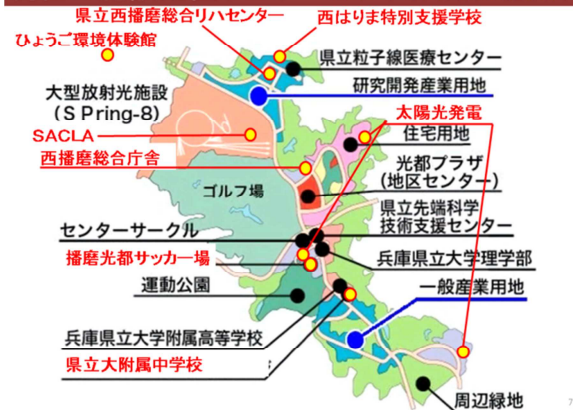 県立西播磨総合リハセンター
西はりま特別支援学校
ひょうご環境体験館
県立粒子線医療センター
大型放射光施設
(SPring-8)
研究開発産業用地
太陽光発電
SACLA
住宅用地
西播磨総合庁舎
光都プラザ
(地区センター)
ゴルフ場
県立先端科学
技術支援センター
センターサークル
播磨光都サッカー場
兵庫県立大学理学部
運動公園
一般産業用地
兵庫県立大学附属高等学校
県立大附属中学校
周辺緑地
7